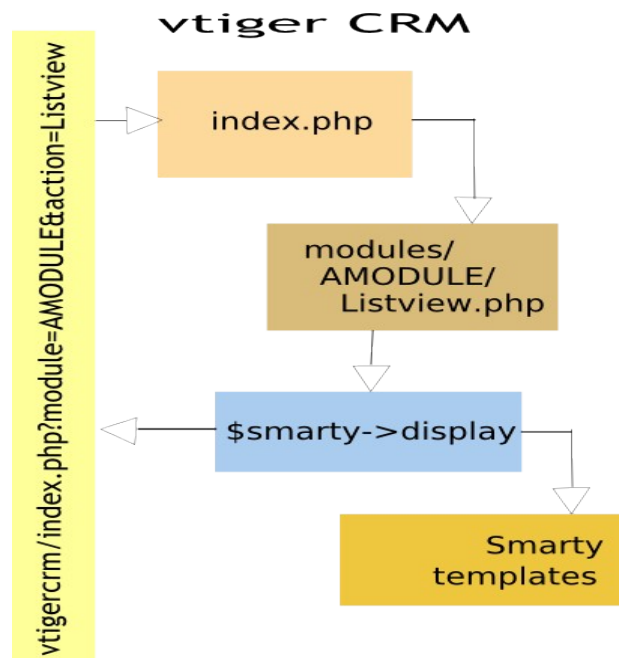 vtiger CRM
vtigercrm/index.php?module=AMODULE&action=Listview
index.php
modules/
AMODULE/
Listview.php
$smarty->display
Smarty
templates